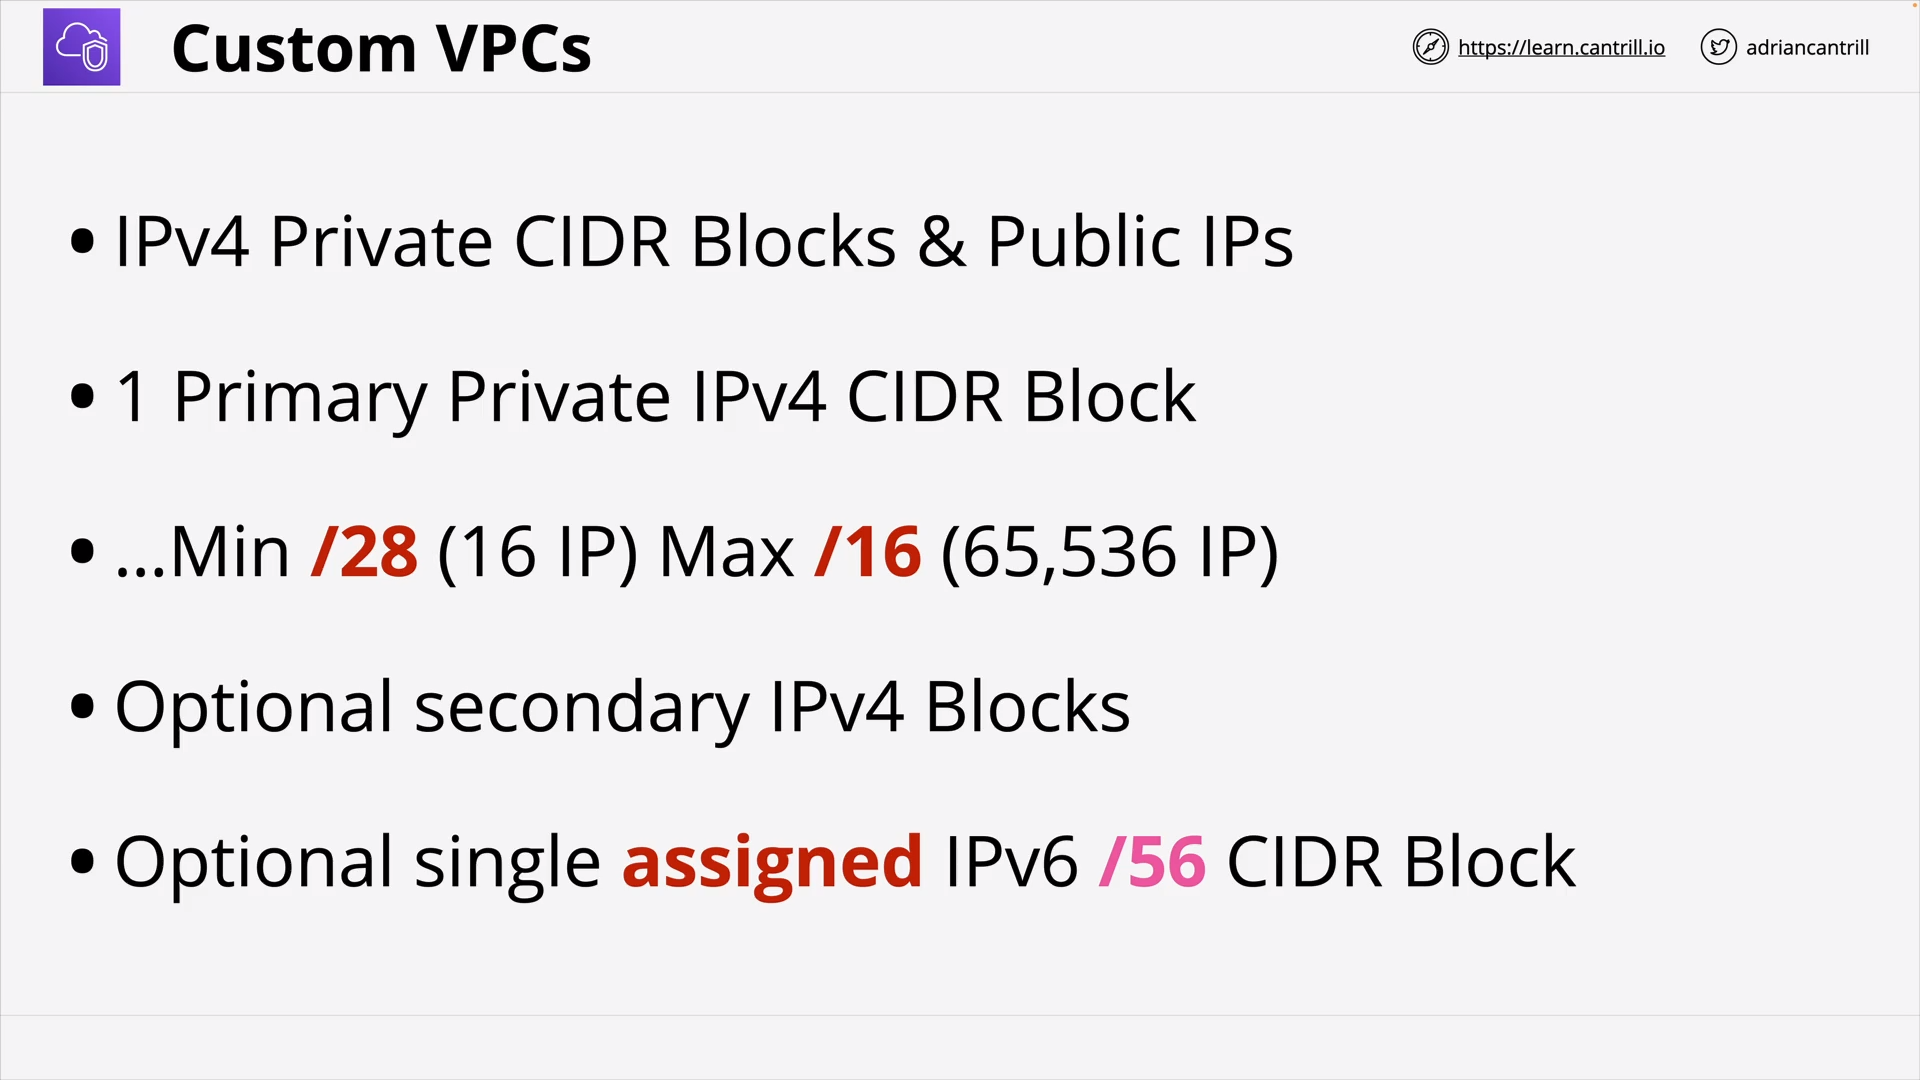 Custom VPCs
https://learn.cantrill.io
adriancantrill
• IPv4 Private CIDR Blocks & Public IPs
• 1 Primary Private IPv4 CIDR Block
• ...Min /28 (16 IP) Max /16 (65,536 IP)
• Optional secondary IPv4 Blocks
• Optional single assigned IPv6 /56 CIDR Block